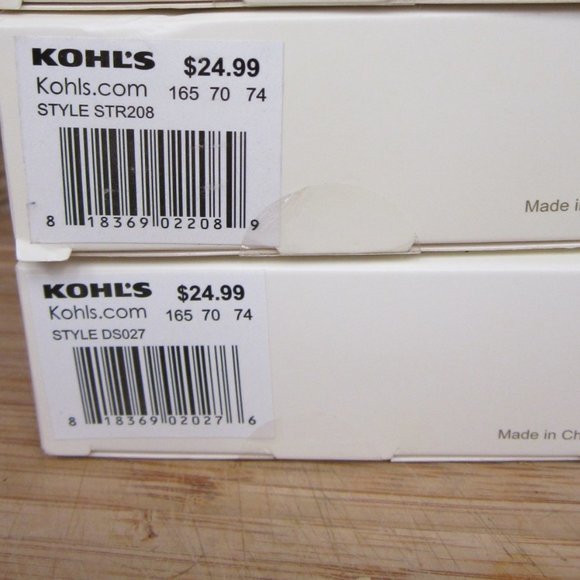 KOHL'S $24.99
Kohls.com 165 70 74
STYLE STR208
8 18369 02208 9
Made in
KOHL'S $24.99
Kohls.com 165 70 74
STYLE DS027
8 18369 02027 6
Made in Ch